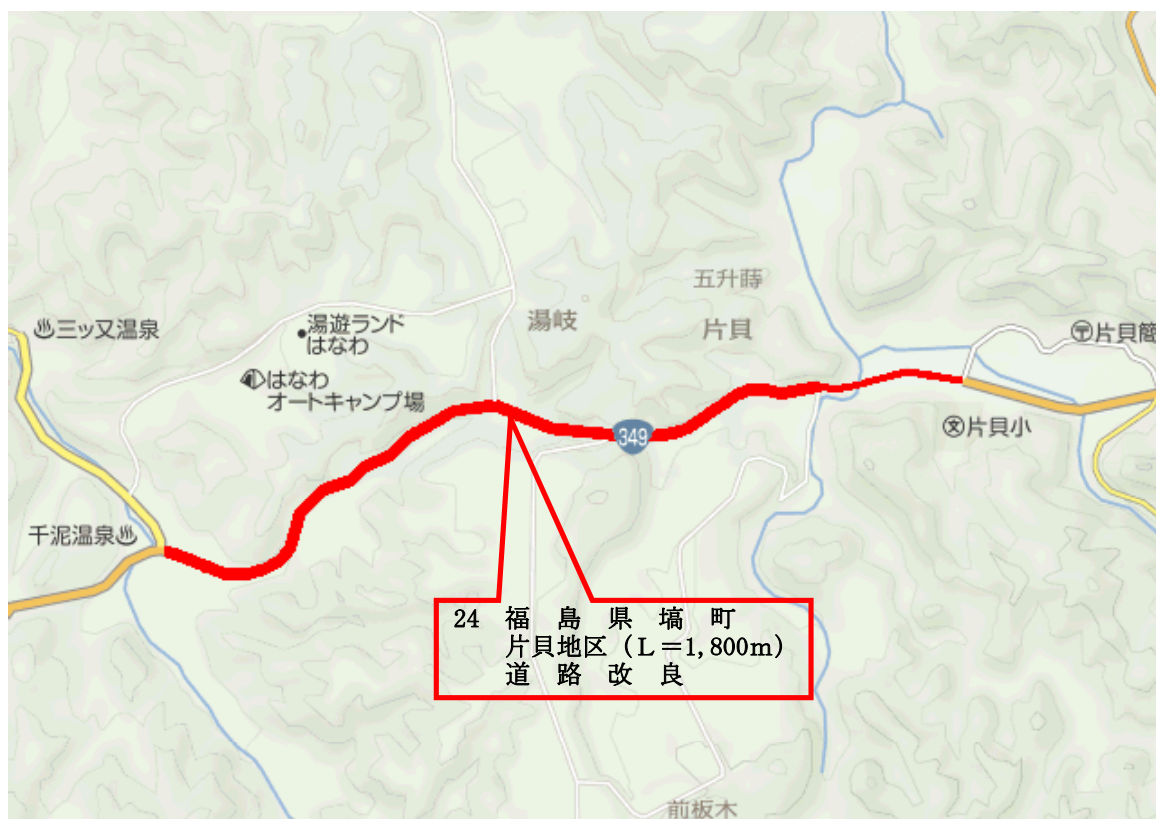 五升蒔
湯岐
片貝
三ッ又温泉
湯遊ランド
はなわ
はなわ
オートキャンプ場
〒片貝簡
349
文片貝小
千泥温泉
24 福島県塙町
片貝地区（L=1,800m）
道路改良
前板木